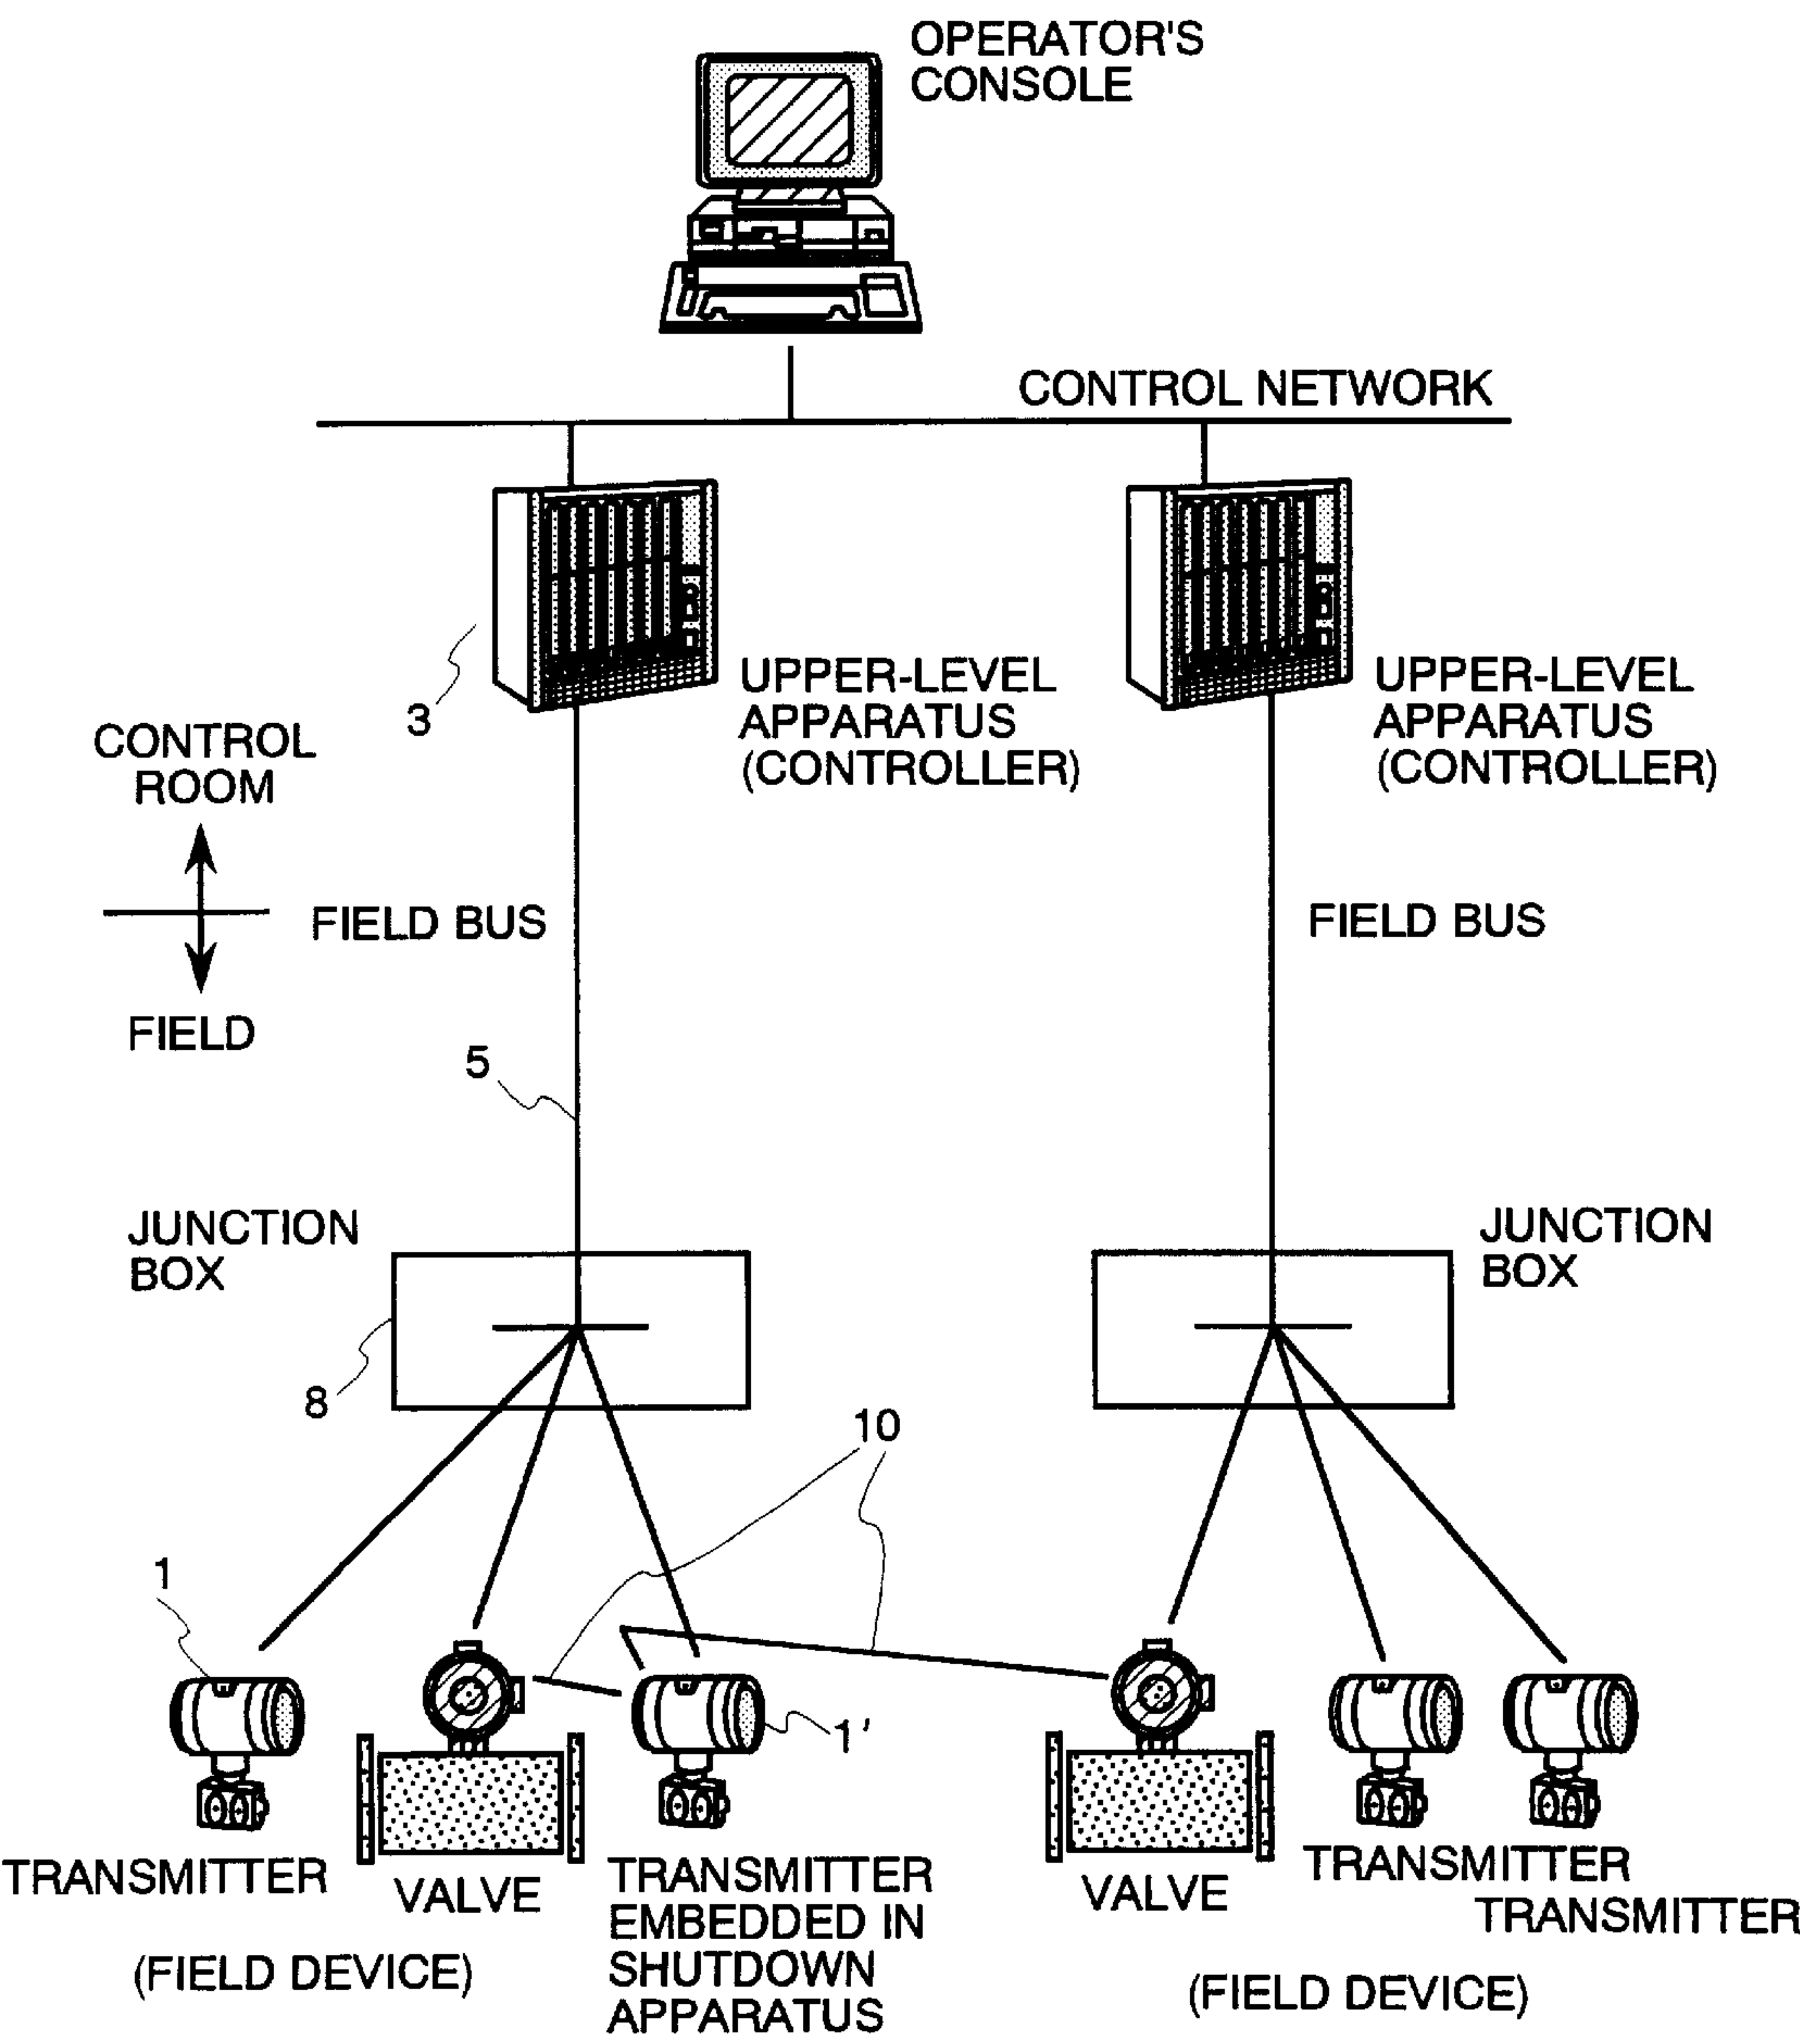 OPERATOR'S
CONSOLE
CONTROL NETWORK
3
UPPER-LEVEL
APPARATUS
(CONTROLLER)
UPPER-LEVEL
APPARATUS
(CONTROLLER)
CONTROL
ROOM
FIELD BUS
FIELD BUS
FIELD
5
JUNCTION
BOX
JUNCTION
BOX
8
10
1
1'
TRANSMITTER
VALVE
TRANSMITTER
EMBEDDED IN
SHUTDOWN
APPARATUS
VALVE
TRANSMITTER
TRANSMITTER
(FIELD DEVICE)
(FIELD DEVICE)